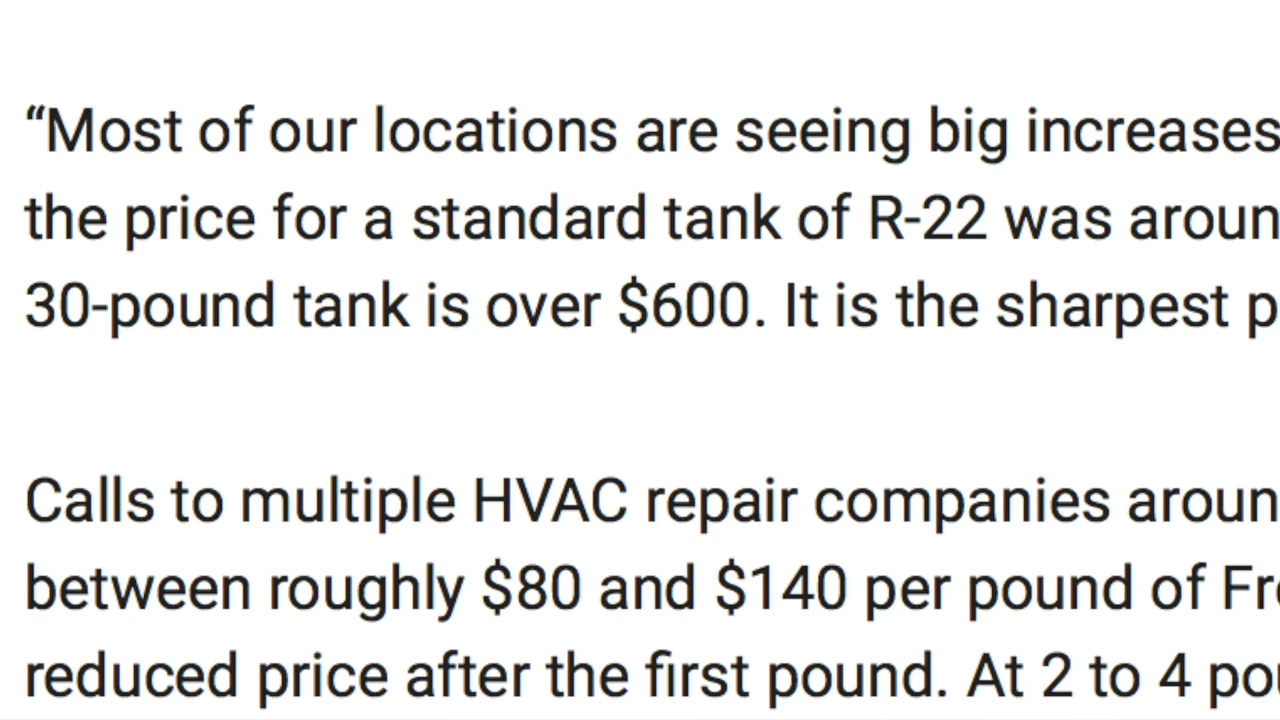 “Most of our locations are seeing big increases
the price for a standard tank of R-22 was aroun
30-pound tank is over $600. It is the sharpest p
Calls to multiple HVAC repair companies aroun
between roughly $80 and $140 per pound of Fre
reduced price after the first pound. At 2 to 4 pou